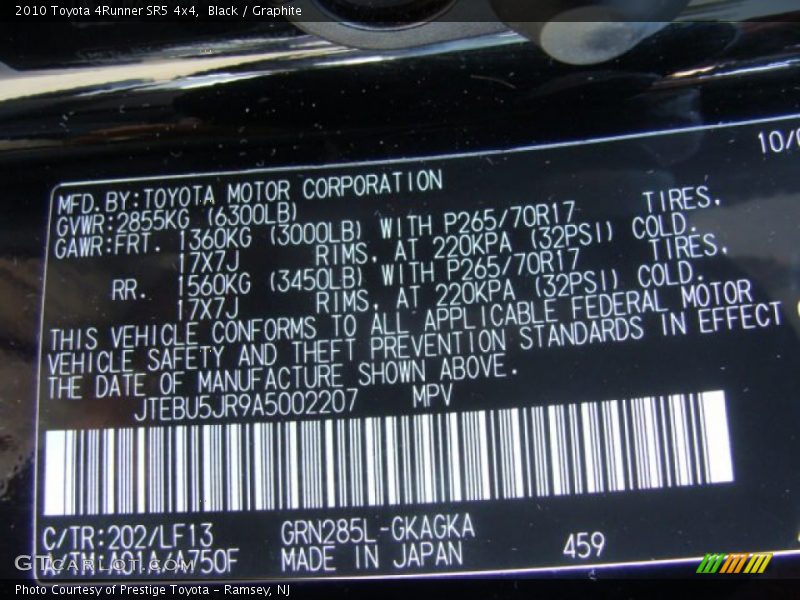 2010 Toyota 4Runner SR5 4x4, Black / Graphite
10/0
MFD. BY: TOYOTA MOTOR CORPORATION
GVWR: 2855KG (6300LB)
GAWR: FRT. 1360KG (3000LB) WITH P265/70R17 TIRES.
17X7J RIMS, AT 220KPA (32PSI) COLD.
RR. 1560KG (3450LB) WITH P265/70R17 TIRES.
17X7J RIMS, AT 220KPA (32PSI) COLD.
THIS VEHICLE CONFORMS TO ALL APPLICABLE FEDERAL MOTOR
VEHICLE SAFETY AND THEFT PREVENTION STANDARDS IN EFFECT
THE DATE OF MANUFACTURE SHOWN ABOVE.
JTEBU5JR9A5002207 MPV
C/TR: 202/LF13 GRN285L-GKAGKA
A/TM: A01A/A750F MADE IN JAPAN 459
GTCARLOT.COM
Photo Courtesy of Prestige Toyota - Ramsey, NJ